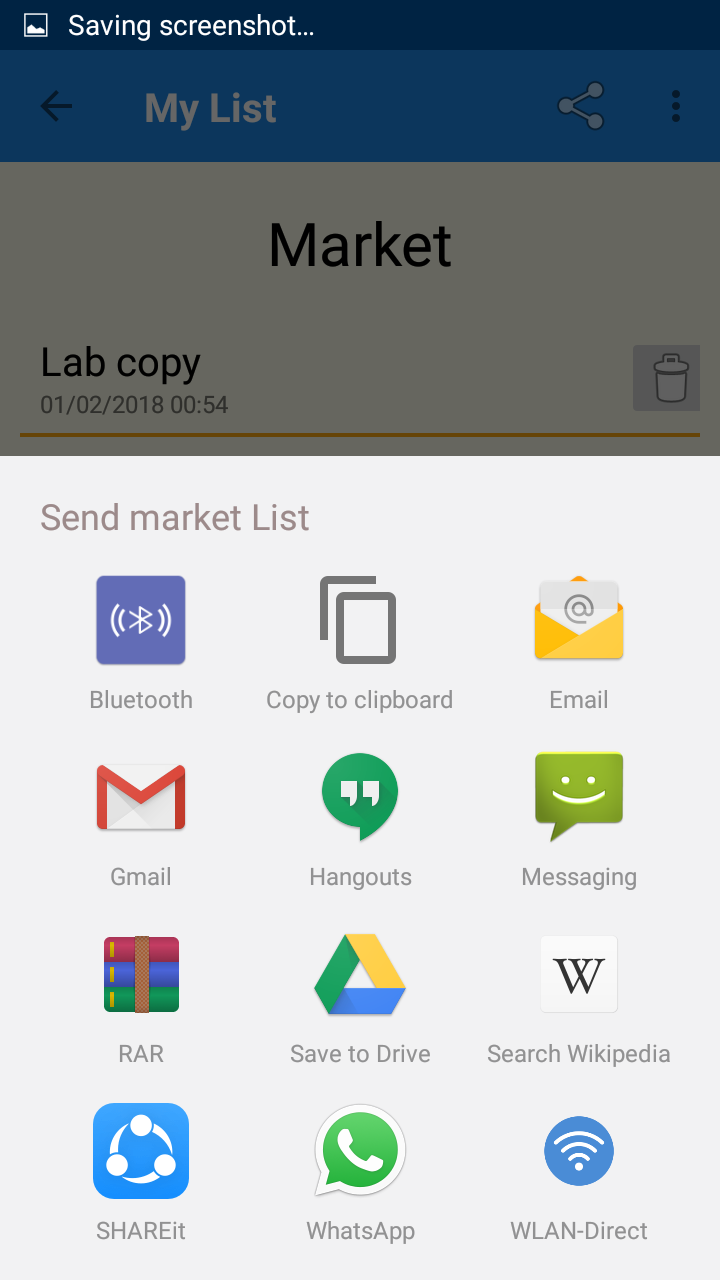 Saving screenshot...
My List
Market
Lab copy
01/02/2018 00:54
Send market List
Bluetooth
Copy to clipboard
Email
Gmail
Hangouts
Messaging
RAR
Save to Drive
W
Search Wikipedia
SHAREit
WhatsApp
WLAN-Direct